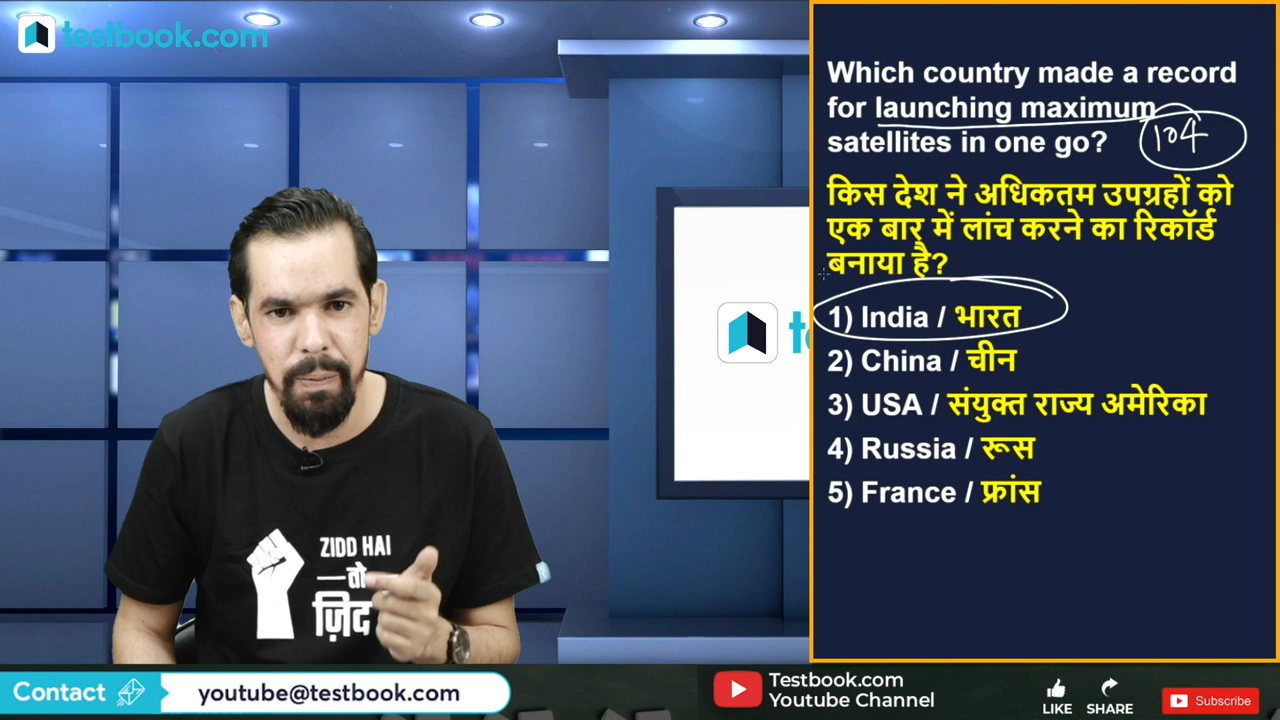 testbook.com
Which country made a record
for launching maximum
satellites in one go?
104
किस देश ने अधिकतम उपग्रहों को
एक बार में लांच करने का रिकॉर्ड
बनाया है?
1) India / भारत
2) China / चीन
3) USA / संयुक्त राज्य अमेरिका
4) Russia / रूस
5) France / फ्रांस
ZIDD HAI
तो
ज़िद
Contact
youtube@testbook.com
Testbook.com
Youtube Channel
LIKE
SHARE
Subscribe